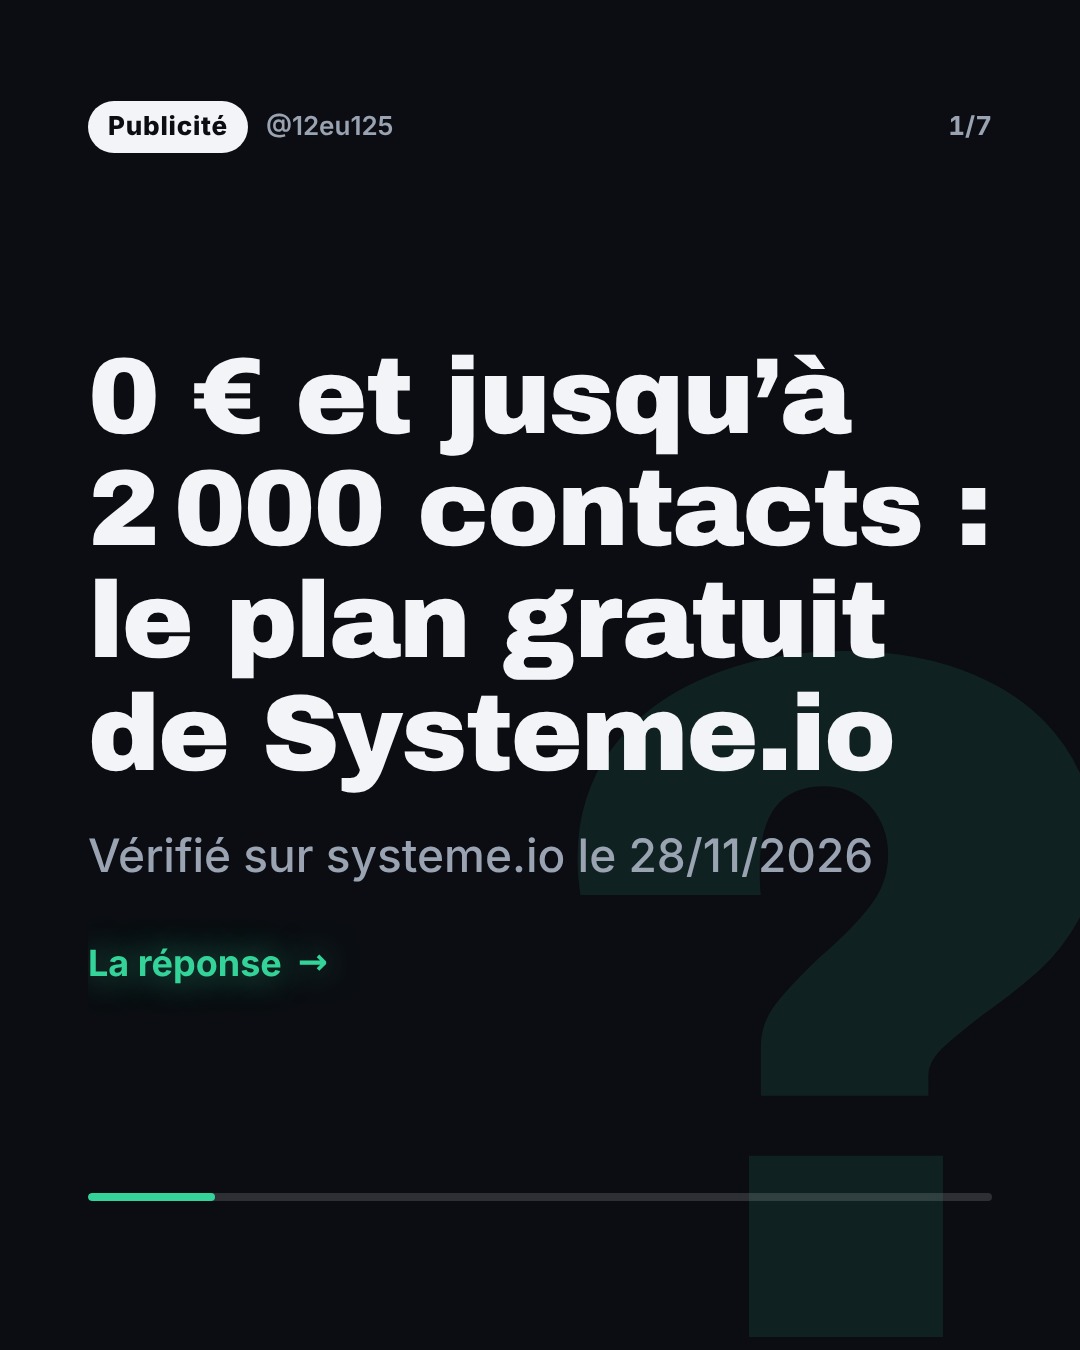 Publicité @12eu125 1/7
0 € et jusqu’à
2 000 contacts :
le plan gratuit
de Systeme.io
Vérifié sur systeme.io le 28/11/2026
La réponse →
?